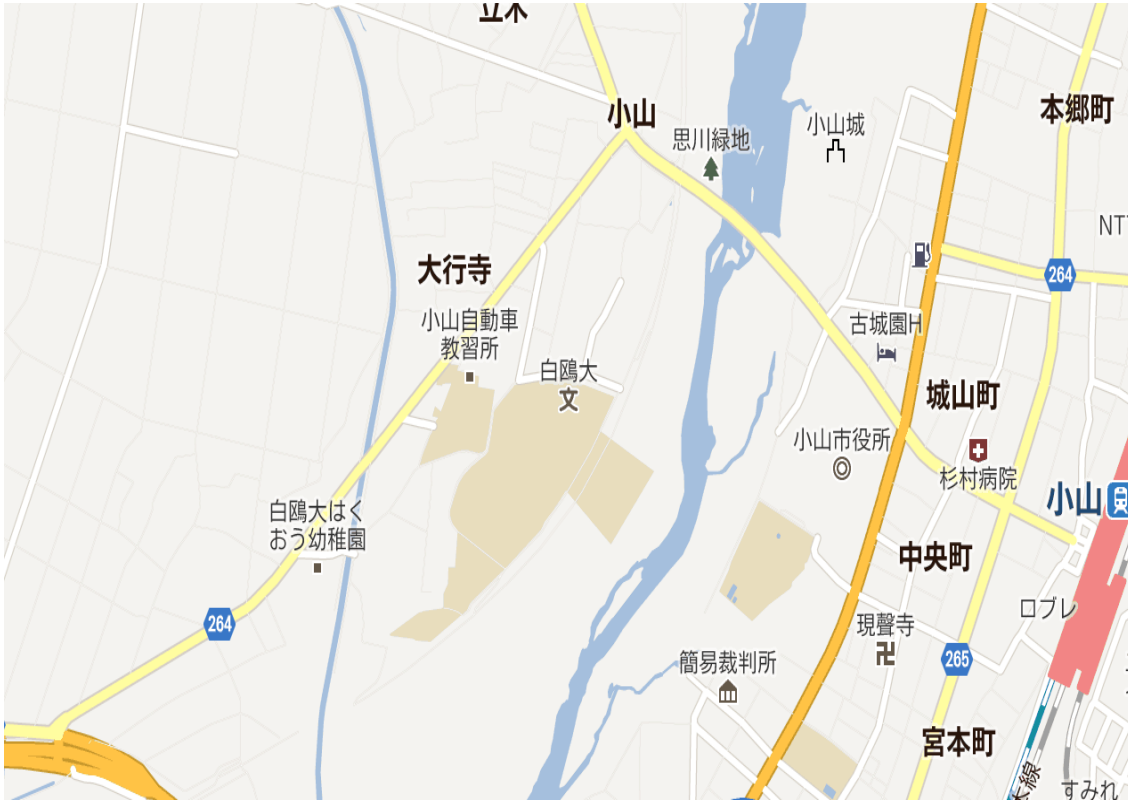 立木
本郷町
小山
小山城
思川緑地
NTT
大行寺
264
小山自動車
教習所
古城園H
白鴎大
文
城山町
小山市役所
杉村病院
小山
白鴎大はく
おう幼稚園
中央町
ロブレ
264
現聲寺
卍
265
簡易裁判所
宮本町
本線
すみれ